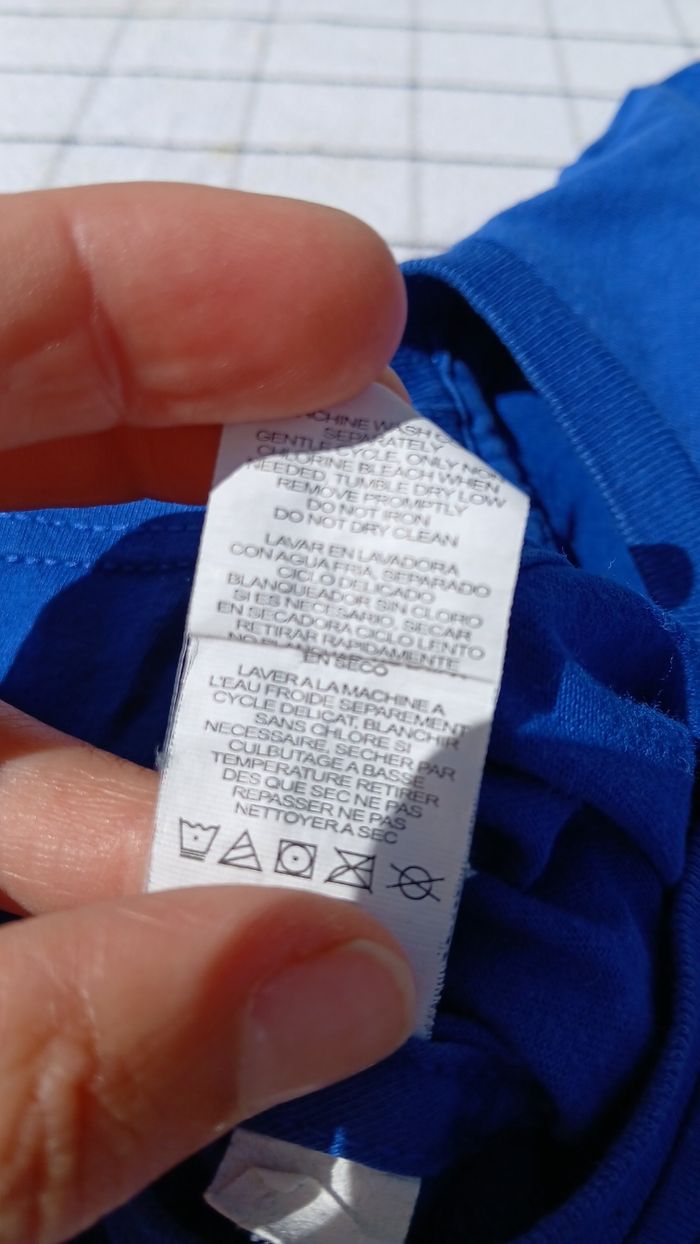 WASH
SEPARATELY
GENTLE CYCLE, ONLY NON
CHLORINE BLEACH WHEN
NEEDED, TUMBLE DRY LOW
REMOVE PROMPTLY
DO NOT IRON
DO NOT DRY CLEAN
LAVAR EN LAVADORA
CON AGUA FRIA, SEPARADO
CICLO DELICADO
BLANQUEADOR SIN CLORO
SI ES NECESARIO, SECAR
EN SECADORA CICLO LENTO
RETIRAR RAPIDAMENTE
EN SECO
LAVER A LA MACHINE A
L'EAU FROIDE SEPAREMENT
CYCLE DELICAT, BLANCHIR
SANS CHLORE SI
NECESSAIRE, SECHER PAR
CULBUTAGE A BASSE
TEMPERATURE RETIRER
DES QUE SEC NE PAS
REPASSER NE PAS
NETTOYER A SEC